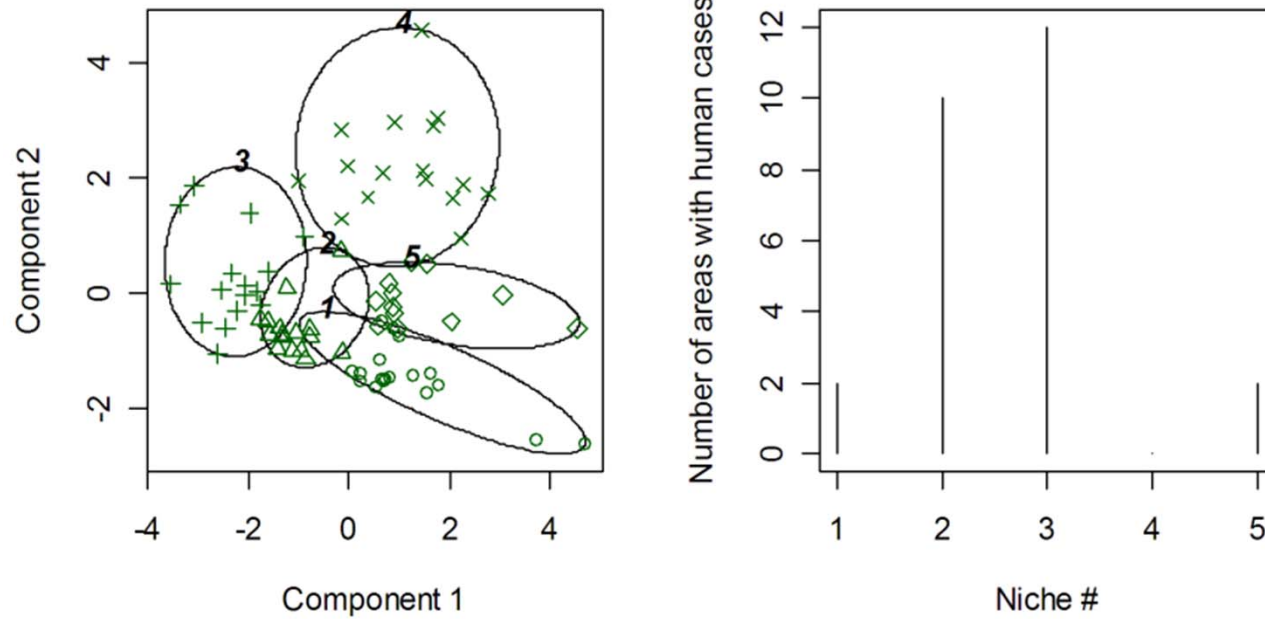 4
2
0
-2
Component 2
-4 -2 0 2 4
Component 1
4
3
2
5
1
12
10
8
6
4
2
0
Number of areas with human cases
1 2 3 4 5
Niche #